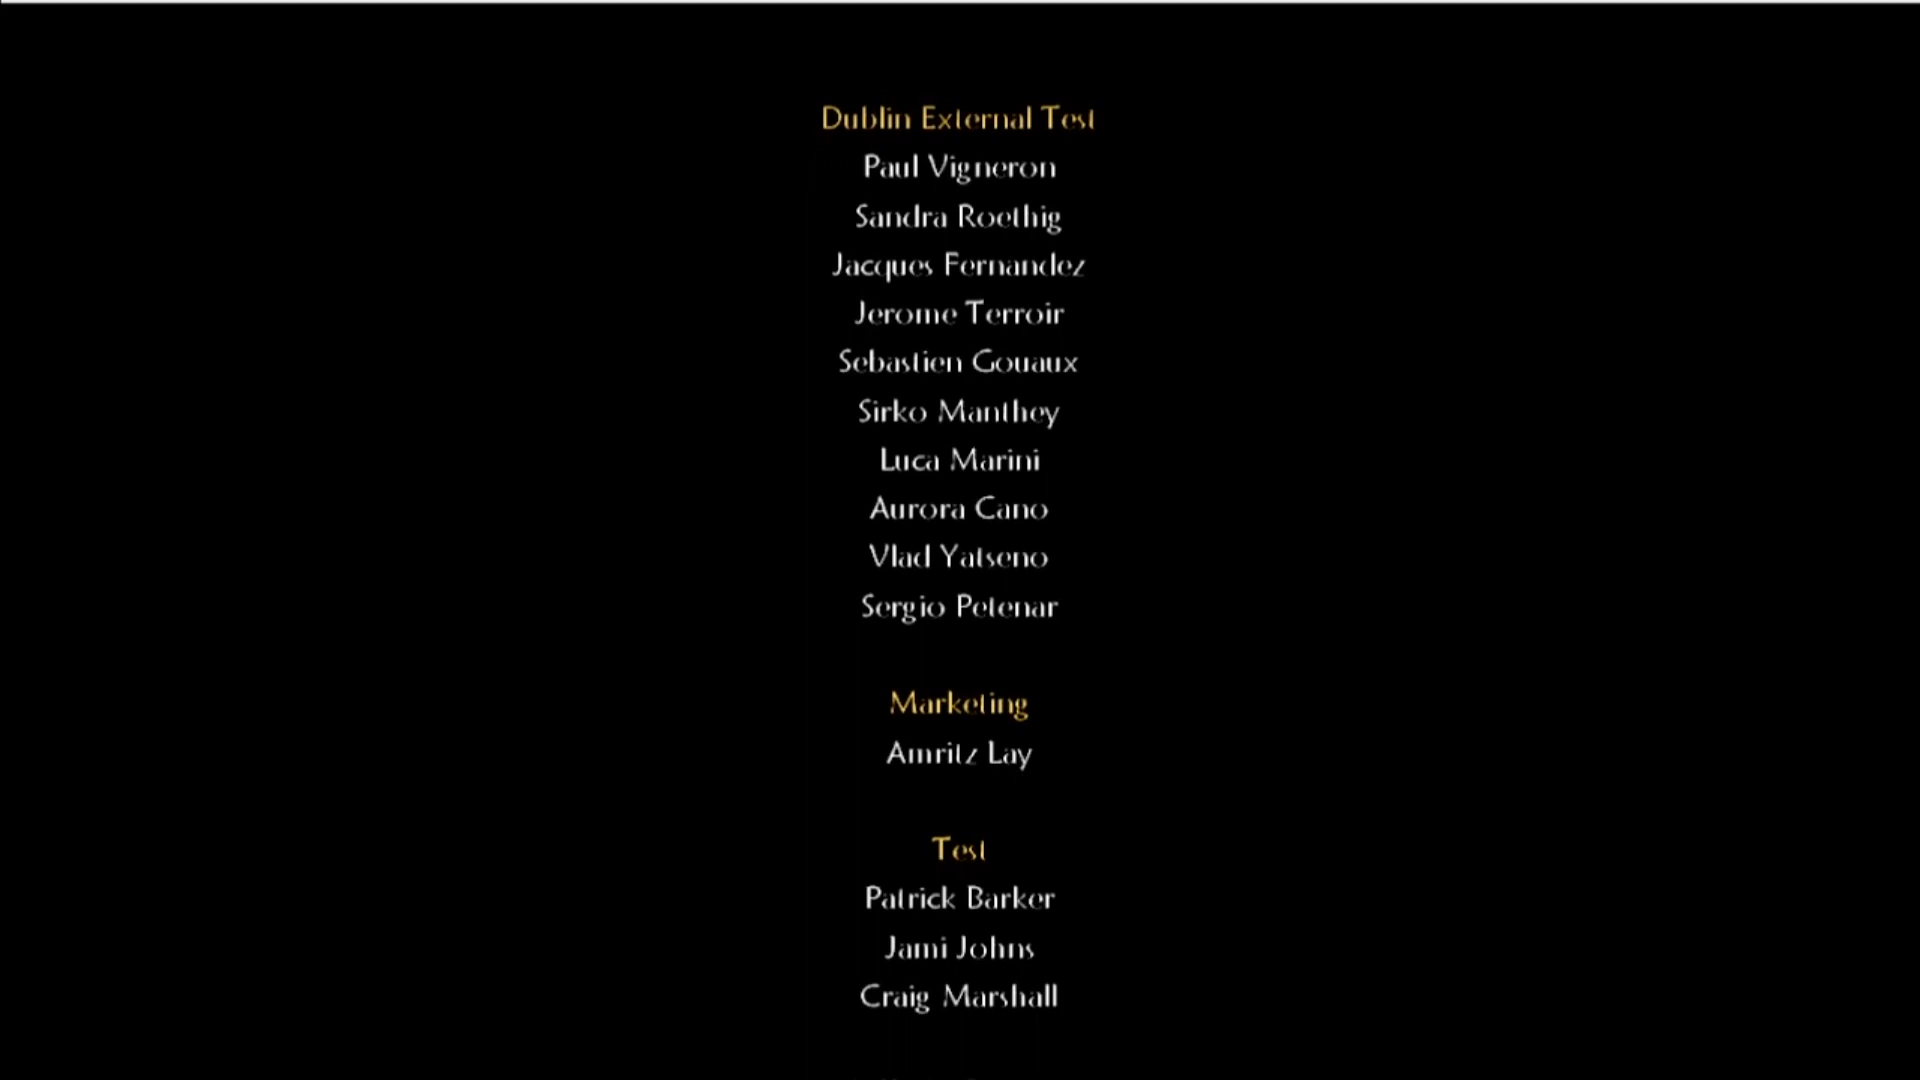 Dublin External Test
Paul Vigneron
Sandra Roethig
Jacques Fernandez
Jerome Terroir
Sebastien Gouaux
Sirko Manthey
Luca Marini
Aurora Cano
Vlad Yatseno
Sergio Petenar
Marketing
Amritz Lay
Test
Patrick Barker
Jami Johns
Craig Marshall